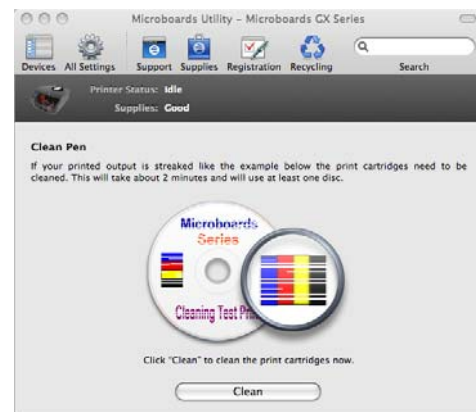 Microboards Utility – Microboards GX Series
Devices All Settings Support Supplies Registration Recycling Search
Printer Status: Idle
Supplies: Good
Clean Pen
If your printed output is streaked like the example below the print cartridges need to be
cleaned. This will take about 2 minutes and will use at least one disc.
Microboards
Series
Cleaning Test
Click "Clean" to clean the print cartridges now.
Clean